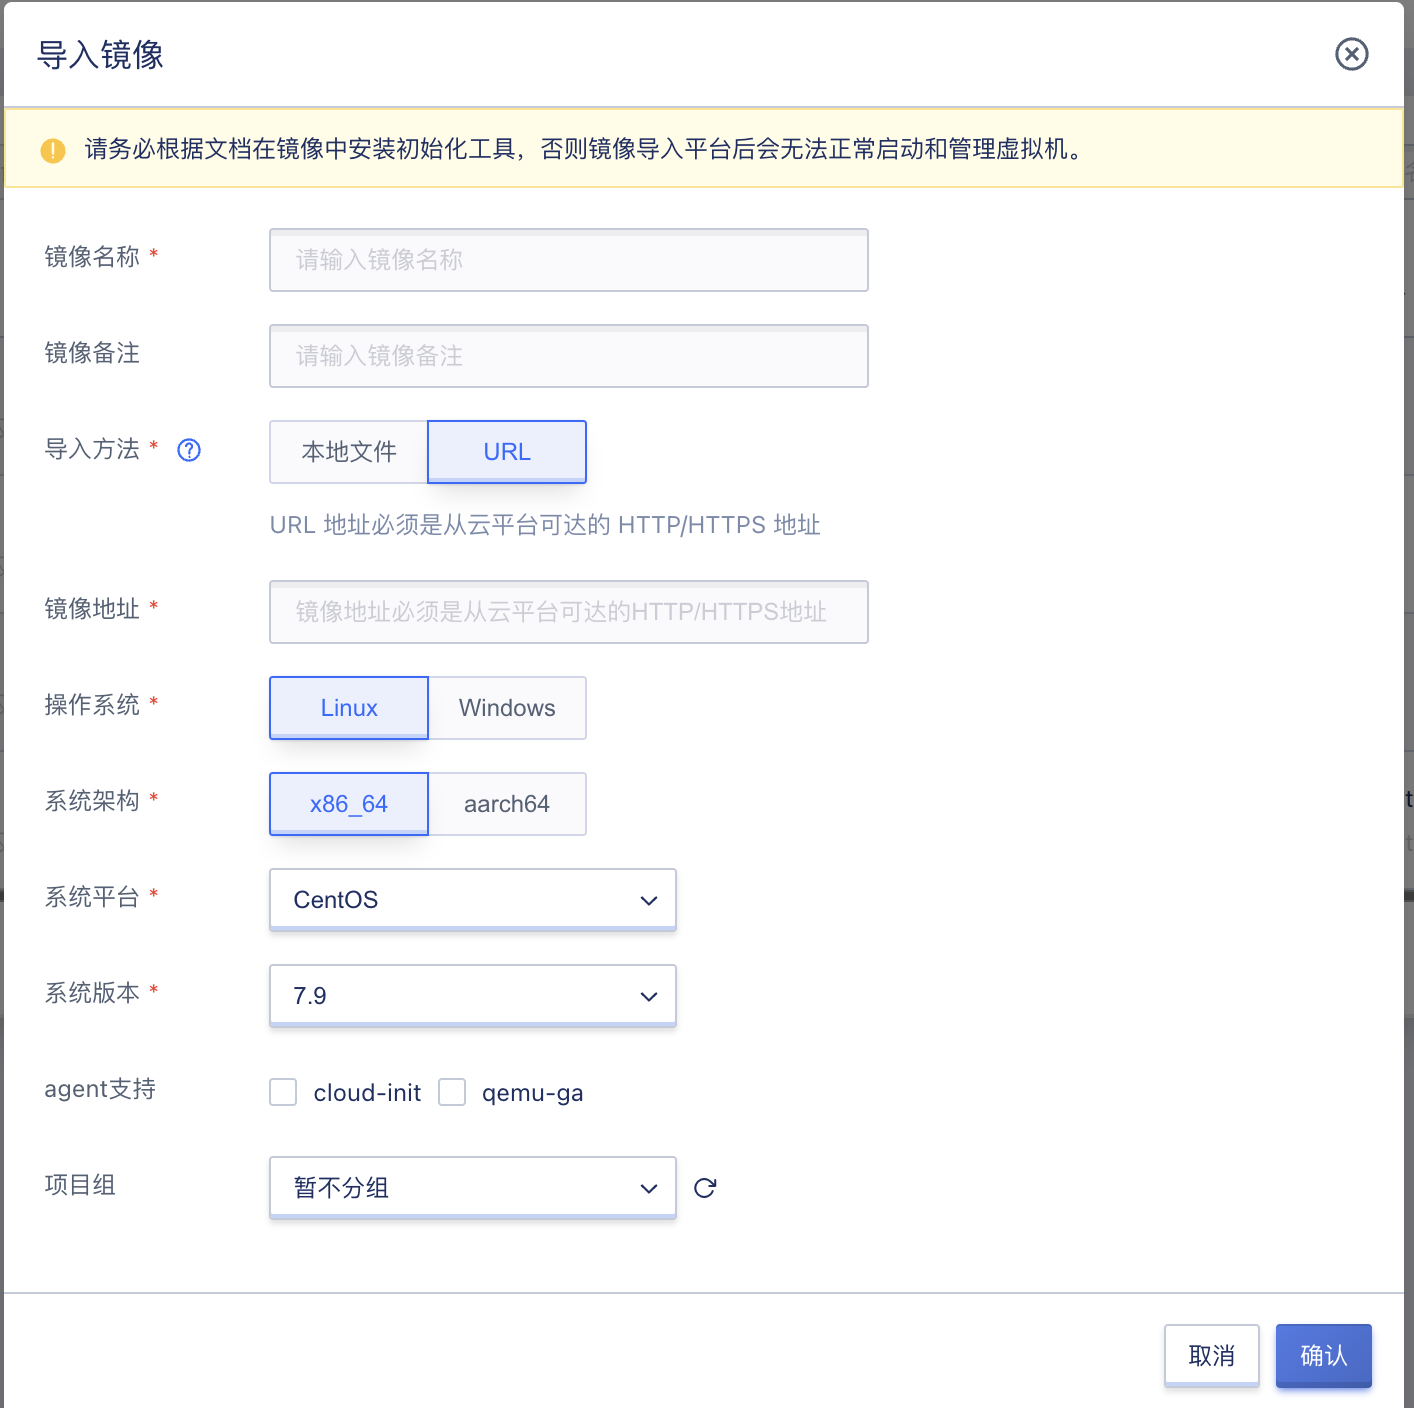 导入镜像
请务必根据文档在镜像中安装初始化工具，否则镜像导入平台后会无法正常启动和管理虚拟机。
镜像名称 * 请输入镜像名称
镜像备注 请输入镜像备注
导入方法 * 本地文件 URL
URL 地址必须是从云平台可达的 HTTP/HTTPS 地址
镜像地址 * 镜像地址必须是从云平台可达的HTTP/HTTPS地址
操作系统 * Linux Windows
系统架构 * x86_64 aarch64
系统平台 * CentOS
系统版本 * 7.9
agent支持 cloud-init qemu-ga
项目组 暂不分组
取消 确认